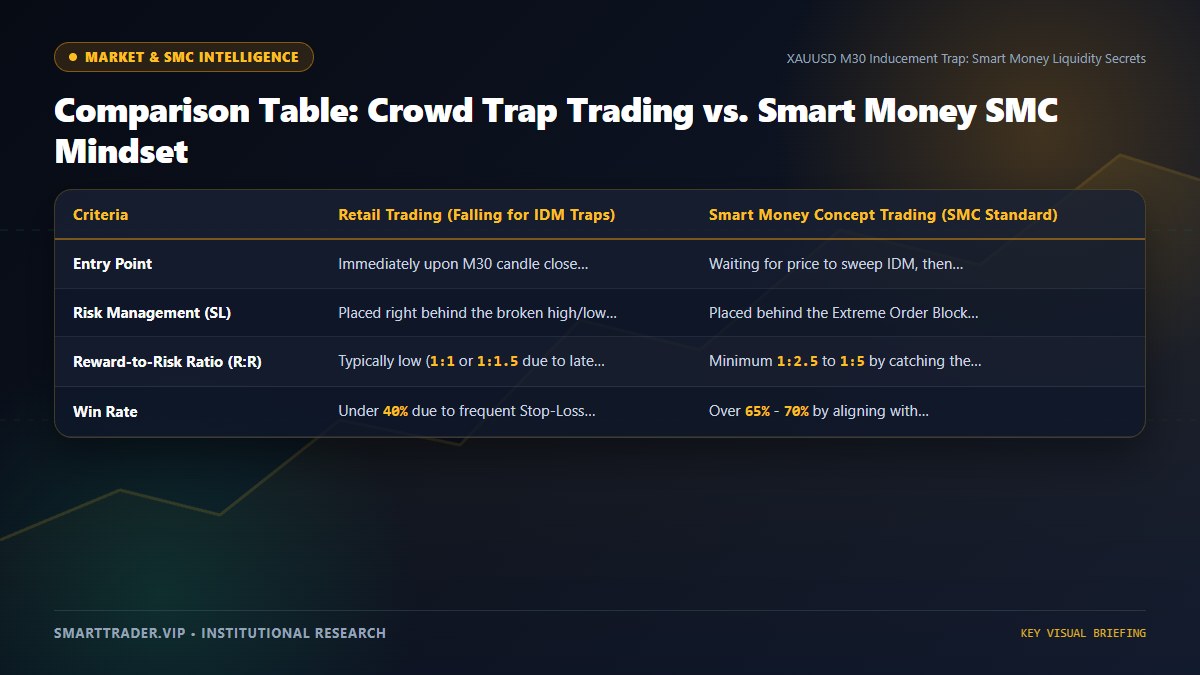 MARKET & SMC INTELLIGENCE
XAUUSD M30 Inducement Trap: Smart Money Liquidity Secrets
Comparison Table: Crowd Trap Trading vs. Smart Money SMC
Mindset
Criteria Retail Trading (Falling for IDM Traps) Smart Money Concept Trading (SMC Standard)
Entry Point Immediately upon M30 candle close... Waiting for price to sweep IDM, then...
Risk Management (SL) Placed right behind the broken high/low... Placed behind the Extreme Order Block...
Reward-to-Risk Ratio (R:R) Typically low (1:1 or 1:1.5 due to late... Minimum 1:2.5 to 1:5 by catching the...
Win Rate Under 40% due to frequent Stop-Loss... Over 65% - 70% by aligning with...
SMARTTRADER.VIP • INSTITUTIONAL RESEARCH
KEY VISUAL BRIEFING